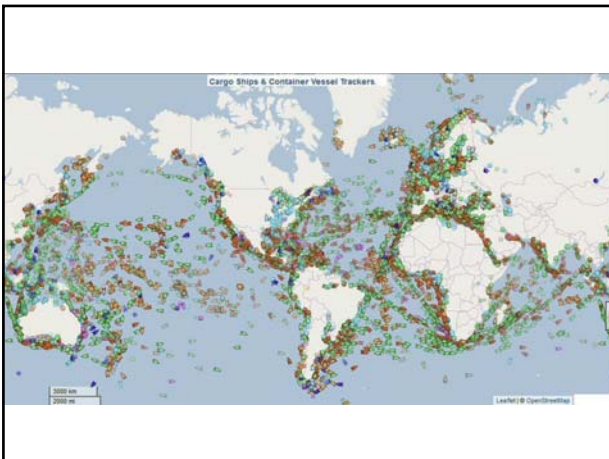 Cargo Ships & Container Vessel Trackers.
3000 km
2000 mi
Leaflet | © OpenStreetMap